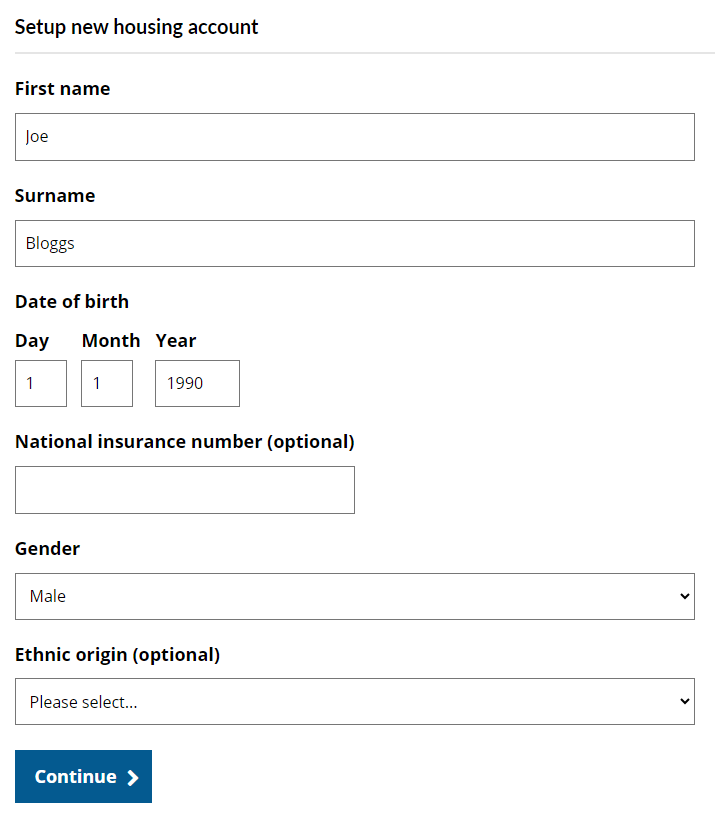 Setup new housing account
First name
Joe
Surname
Bloggs
Date of birth
Day Month Year
1 1 1990
National insurance number (optional)
Gender
Male
Ethnic origin (optional)
Please select...
Continue